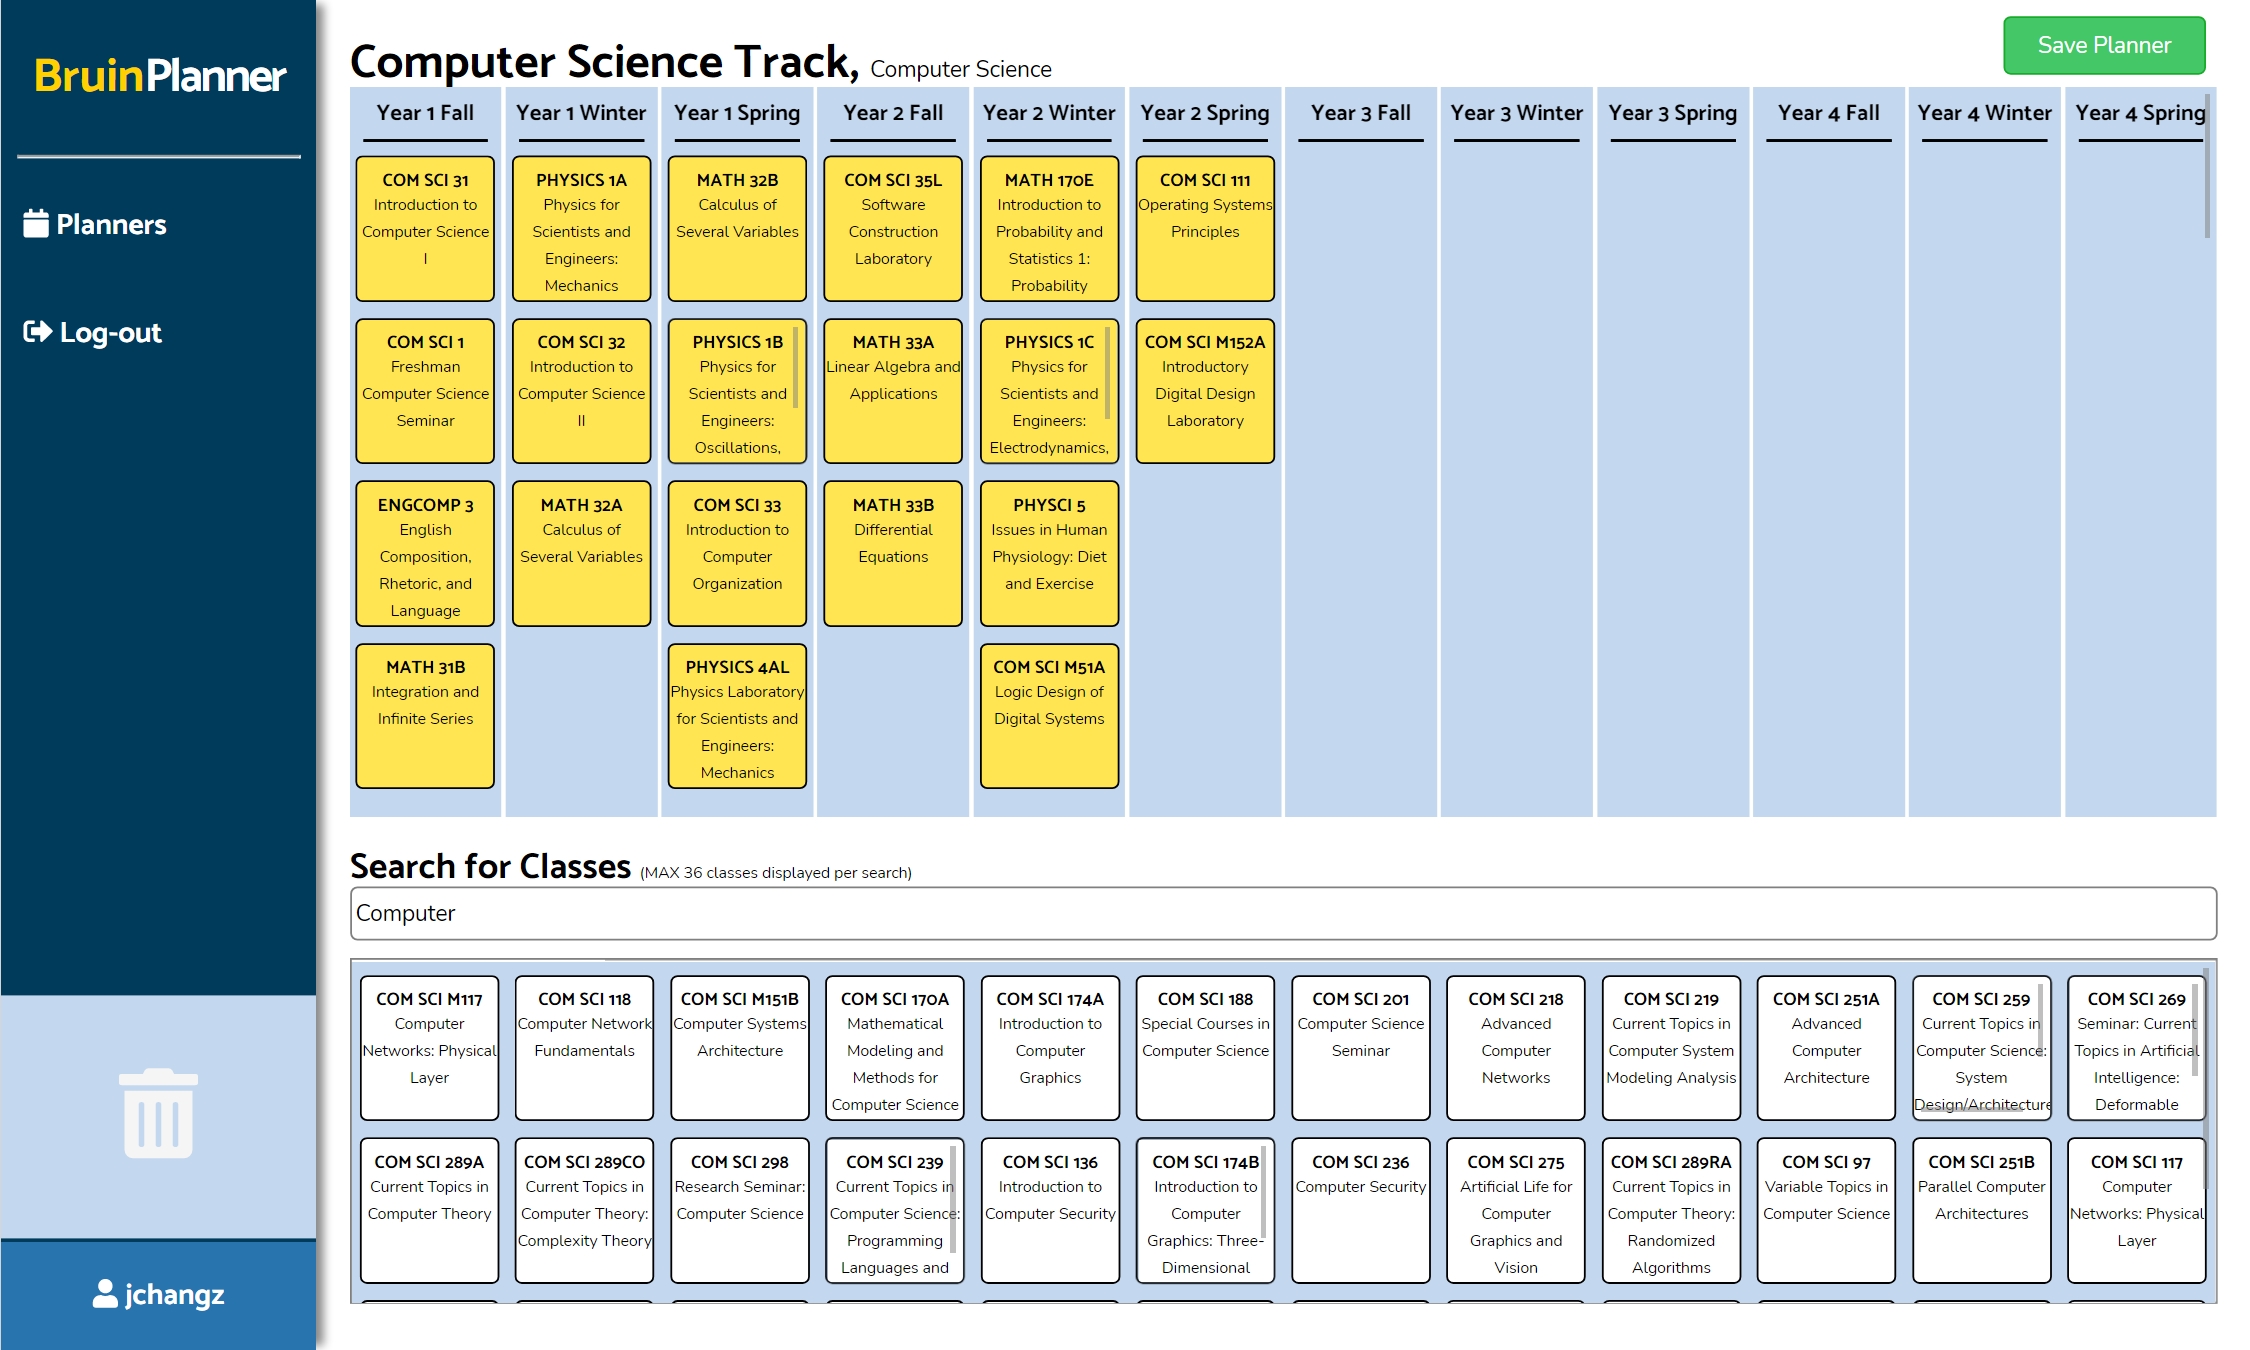 BruinPlanner
Planners
Log-out
jchangz
Computer Science Track, Computer Science
Save Planner
Year 1 Fall
COM SCI 31
Introduction to
Computer Science
I
COM SCI 1
Freshman
Computer Science
Seminar
ENGCOMP 3
English
Composition,
Rhetoric, and
Language
MATH 31B
Integration and
Infinite Series
Year 1 Winter
PHYSICS 1A
Physics for
Scientists and
Engineers:
Mechanics
COM SCI 32
Introduction to
Computer Science
II
MATH 32A
Calculus of
Several Variables
Year 1 Spring
MATH 32B
Calculus of
Several Variables
PHYSICS 1B
Physics for
Scientists and
Engineers:
Oscillations,
COM SCI 33
Introduction to
Computer
Organization
PHYSICS 4AL
Physics Laboratory
for Scientists and
Engineers:
Mechanics
Year 2 Fall
COM SCI 35L
Software
Construction
Laboratory
MATH 33A
Linear Algebra and
Applications
MATH 33B
Differential
Equations
Year 2 Winter
MATH 170E
Introduction to
Probability and
Statistics 1:
Probability
PHYSICS 1C
Physics for
Scientists and
Engineers:
Electrodynamics,
PHYSCI 5
Issues in Human
Physiology: Diet
and Exercise
COM SCI M51A
Logic Design of
Digital Systems
Year 2 Spring
COM SCI 111
Operating Systems
Principles
COM SCI M152A
Introductory
Digital Design
Laboratory
Year 3 Fall
Year 3 Winter
Year 3 Spring
Year 4 Fall
Year 4 Winter
Year 4 Spring
Search for Classes (MAX 36 classes displayed per search)
Computer
COM SCI M117
Computer
Networks: Physical
Layer
COM SCI 118
Computer Network
Fundamentals
COM SCI M151B
Computer Systems
Architecture
COM SCI 170A
Mathematical
Modeling and
Methods for
Computer Science
COM SCI 174A
Introduction to
Computer
Graphics
COM SCI 188
Special Courses in
Computer Science
COM SCI 201
Computer Science
Seminar
COM SCI 218
Advanced
Computer
Networks
COM SCI 219
Current Topics in
Computer System
Modeling Analysis
COM SCI 251A
Advanced
Computer
Architecture
COM SCI 259
Current Topics in
Computer Science:
System
Design/Architecture
COM SCI 269
Seminar: Current
Topics in Artificial
Intelligence:
Deformable
COM SCI 289A
Current Topics in
Computer Theory
COM SCI 289CO
Current Topics in
Computer Theory:
Complexity Theory
COM SCI 298
Research Seminar:
Computer Science
COM SCI 239
Current Topics in
Computer Science:
Programming
Languages and
COM SCI 136
Introduction to
Computer Security
COM SCI 174B
Introduction to
Computer
Graphics: Three-
Dimensional
COM SCI 236
Computer Security
COM SCI 275
Artificial Life for
Computer
Graphics and
Vision
COM SCI 289RA
Current Topics in
Computer Theory:
Randomized
Algorithms
COM SCI 97
Variable Topics in
Computer Science
COM SCI 251B
Parallel Computer
Architectures
COM SCI 117
Computer
Networks: Physical
Layer